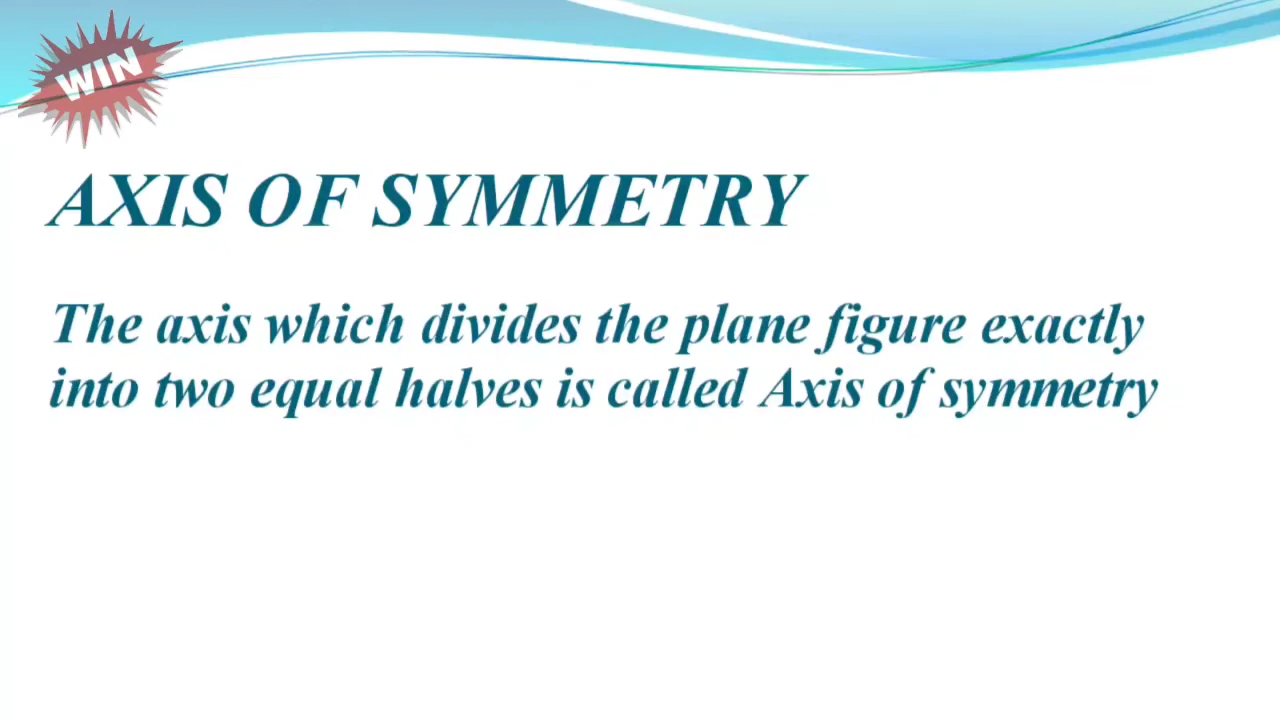 WIN
AXIS OF SYMMETRY
The axis which divides the plane figure exactly
into two equal halves is called Axis of symmetry